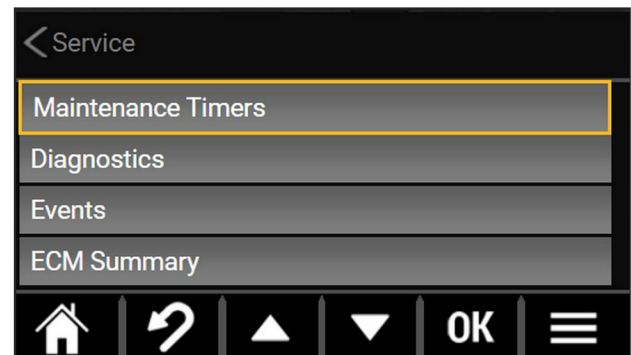 Service
Maintenance Timers
Diagnostics
Events
ECM Summary
OK